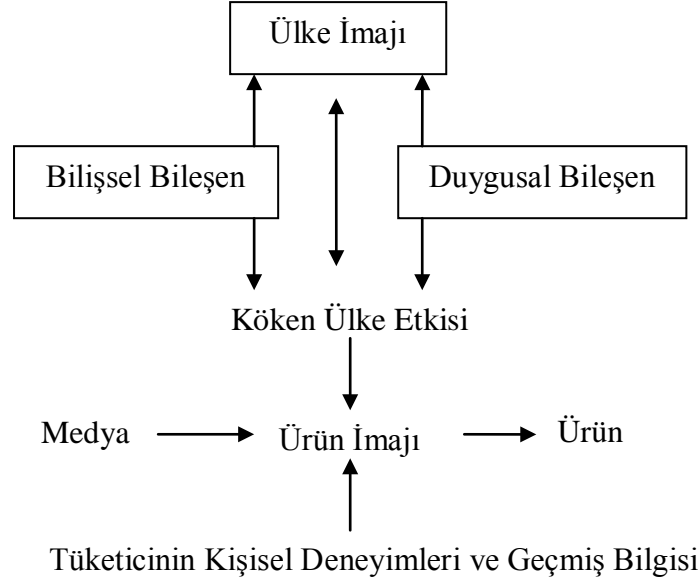 Ülke İmajı
Bilişsel Bileşen
Duygusal Bileşen
Köken Ülke Etkisi
Medya
Ürün İmajı
Ürün
Tüketicinin Kişisel Deneyimleri ve Geçmiş Bilgisi